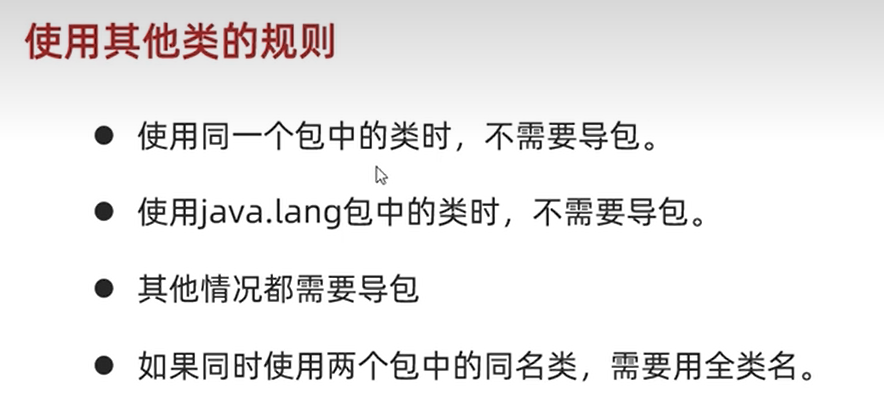 使用其他类的规则
● 使用同一个包中的类时，不需要导包。
● 使用java.lang包中的类时，不需要导包。
● 其他情况都需要导包
● 如果同时使用两个包中的同名类，需要用全类名。